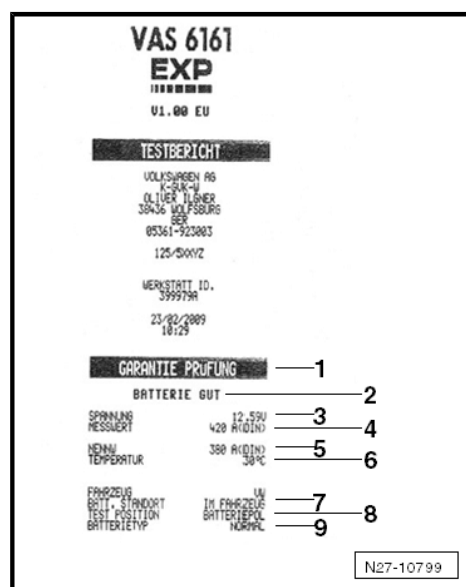 VAS 6161
EXP
V1.00 EU
TESTBERICHT
VOLKSWAGEN AG
K-GVK-W
OLIVER ILGNER
38436 WOLFSBURG
GER
05361-923003
125/5XXYZ
WERKSTATT ID.
399979A
23/02/2009
10:29
GARANTIE PRüFUNG 1
BATTERIE GUT 2
SPANNUNG 12.59V 3
MESSWERT 420 A(DIN) 4
NENNW 380 A(DIN) 5
TEMPERATUR 30°C 6
FAHRZEUG VW
BATT. STANDORT IM FAHRZEUG 7
TEST POSITION BATTERIEPOL 8
BATTERIETYP NORMAL 9
N27-10799